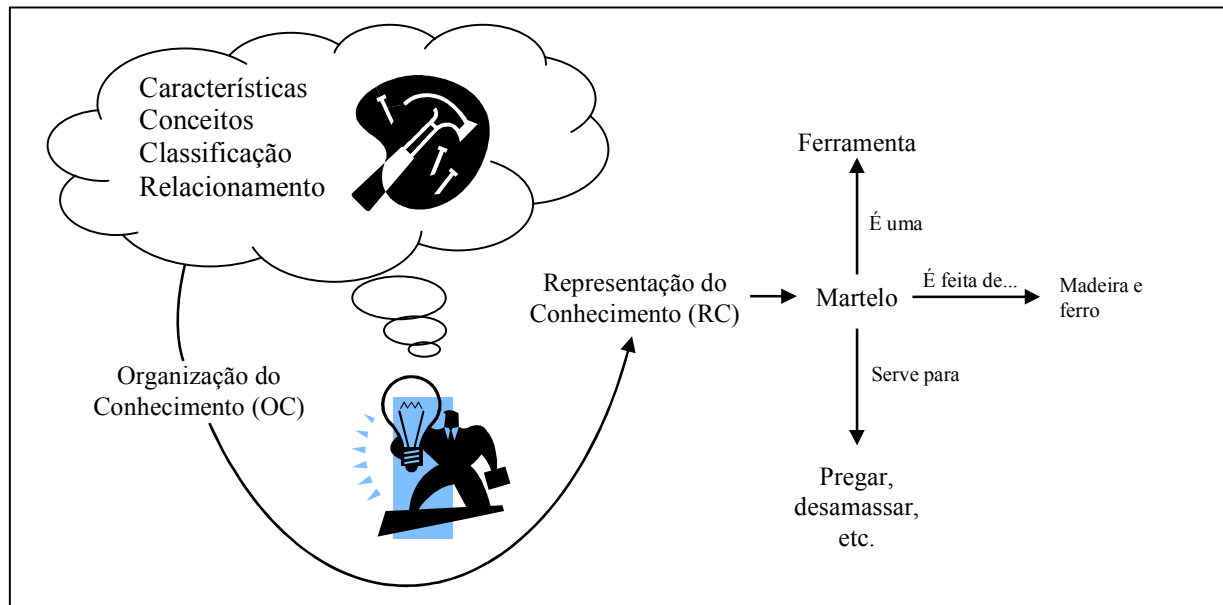 Características
Conceitos
Classificação
Relacionamento
Organização do
Conhecimento (OC)
Representação do
Conhecimento (RC)
Ferramenta
É uma
Martelo
É feita de...
Madeira e
ferro
Serve para
Pregar,
desamassar,
etc.